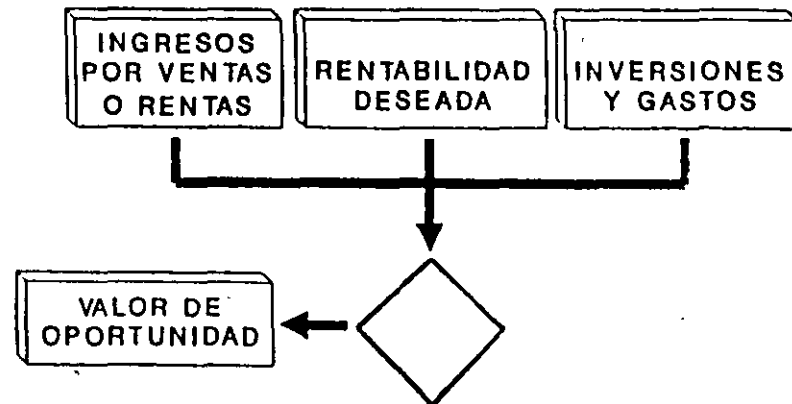 INGRESOS
POR VENTAS
O RENTAS
RENTABILIDAD
DESEADA
INVERSIONES
Y GASTOS
VALOR DE
OPORTUNIDAD